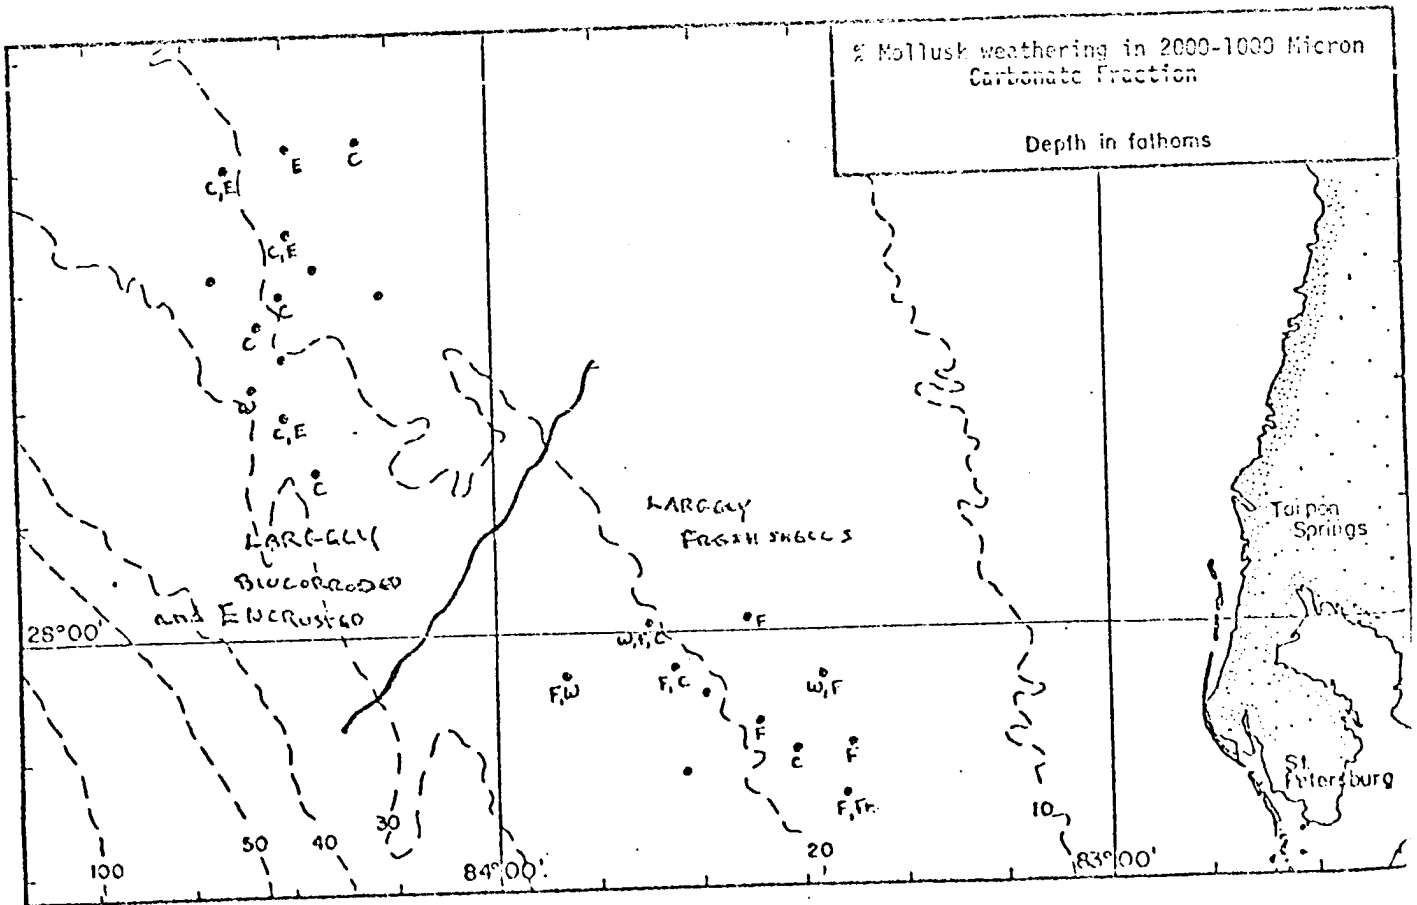 % Mollusk weathering in 2000-1000 Micron
Carbonate Fraction
Depth in fathoms
E
C
C,E
C,E
C
C
W
C,E
C
LARGELY
BIOCORRODED
and ENCRUSTED
LARGELY
FRESH SHELLS
Tarpon
Springs
28°00'
W,F,C
F
F,W
F,C
W,F
F
C
F
F,Fr.
St.
Petersburg
100
50
40
30
84°00'
20
10
83°00'